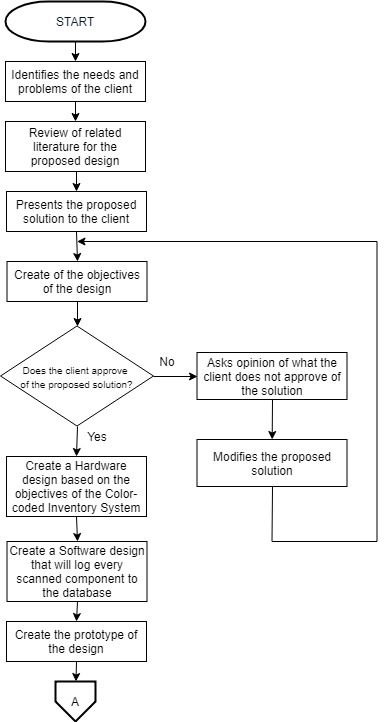 START
Identifies the needs and
problems of the client
Review of related
literature for the
proposed design
Presents the proposed
solution to the client
Create of the objectives
of the design
Does the client approve
of the proposed solution?
No
Asks opinion of what the
client does not approve of
the solution
Modifies the proposed
solution
Yes
Create a Hardware
design based on the
objectives of the Color-
coded Inventory System
Create a Software design
that will log every
scanned component to
the database
Create the prototype of
the design
A